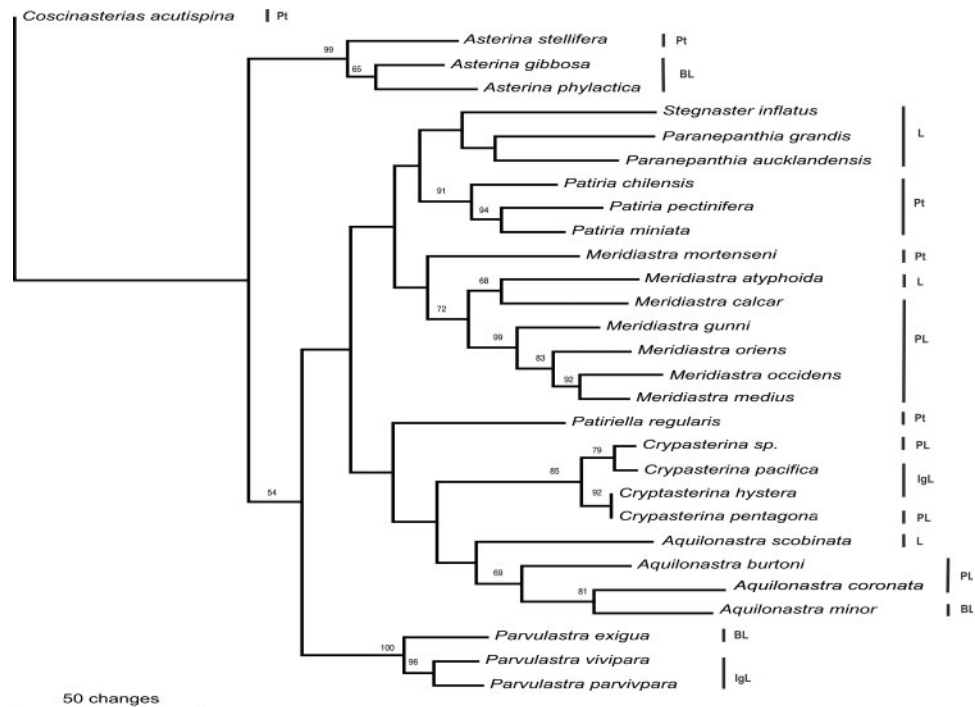 Coscinasterias acutispina Pt
Asterina stellifera Pt
99
Asterina gibbosa
65
BL
Asterina phylactica
Stegnaster inflatus
L
Paranepanthia grandis
Paranepanthia aucklandensis
Patiria chilensis
91
Pt
Patiria pectinifera
94
Patiria miniata
Meridiastra mortenseni Pt
Meridiastra atyphoida L
68
Meridiastra calcar
72
Meridiastra gunni
99
PL
Meridiastra oriens
83
Meridiastra occidens
92
Meridiastra medius
Patiriella regularis Pt
Crypasterina sp. PL
79
Crypasterina pacifica
85
IgL
Cryptasterina hystera
92
Crypasterina pentagona PL
Aquilonastra scobinata L
Aquilonastra burtoni
69
PL
Aquilonastra coronata
81
Aquilonastra minor BL
54
Parvulastra exigua BL
100
Parvulastra vivipara
96
IgL
Parvulastra parvivpara
50 changes